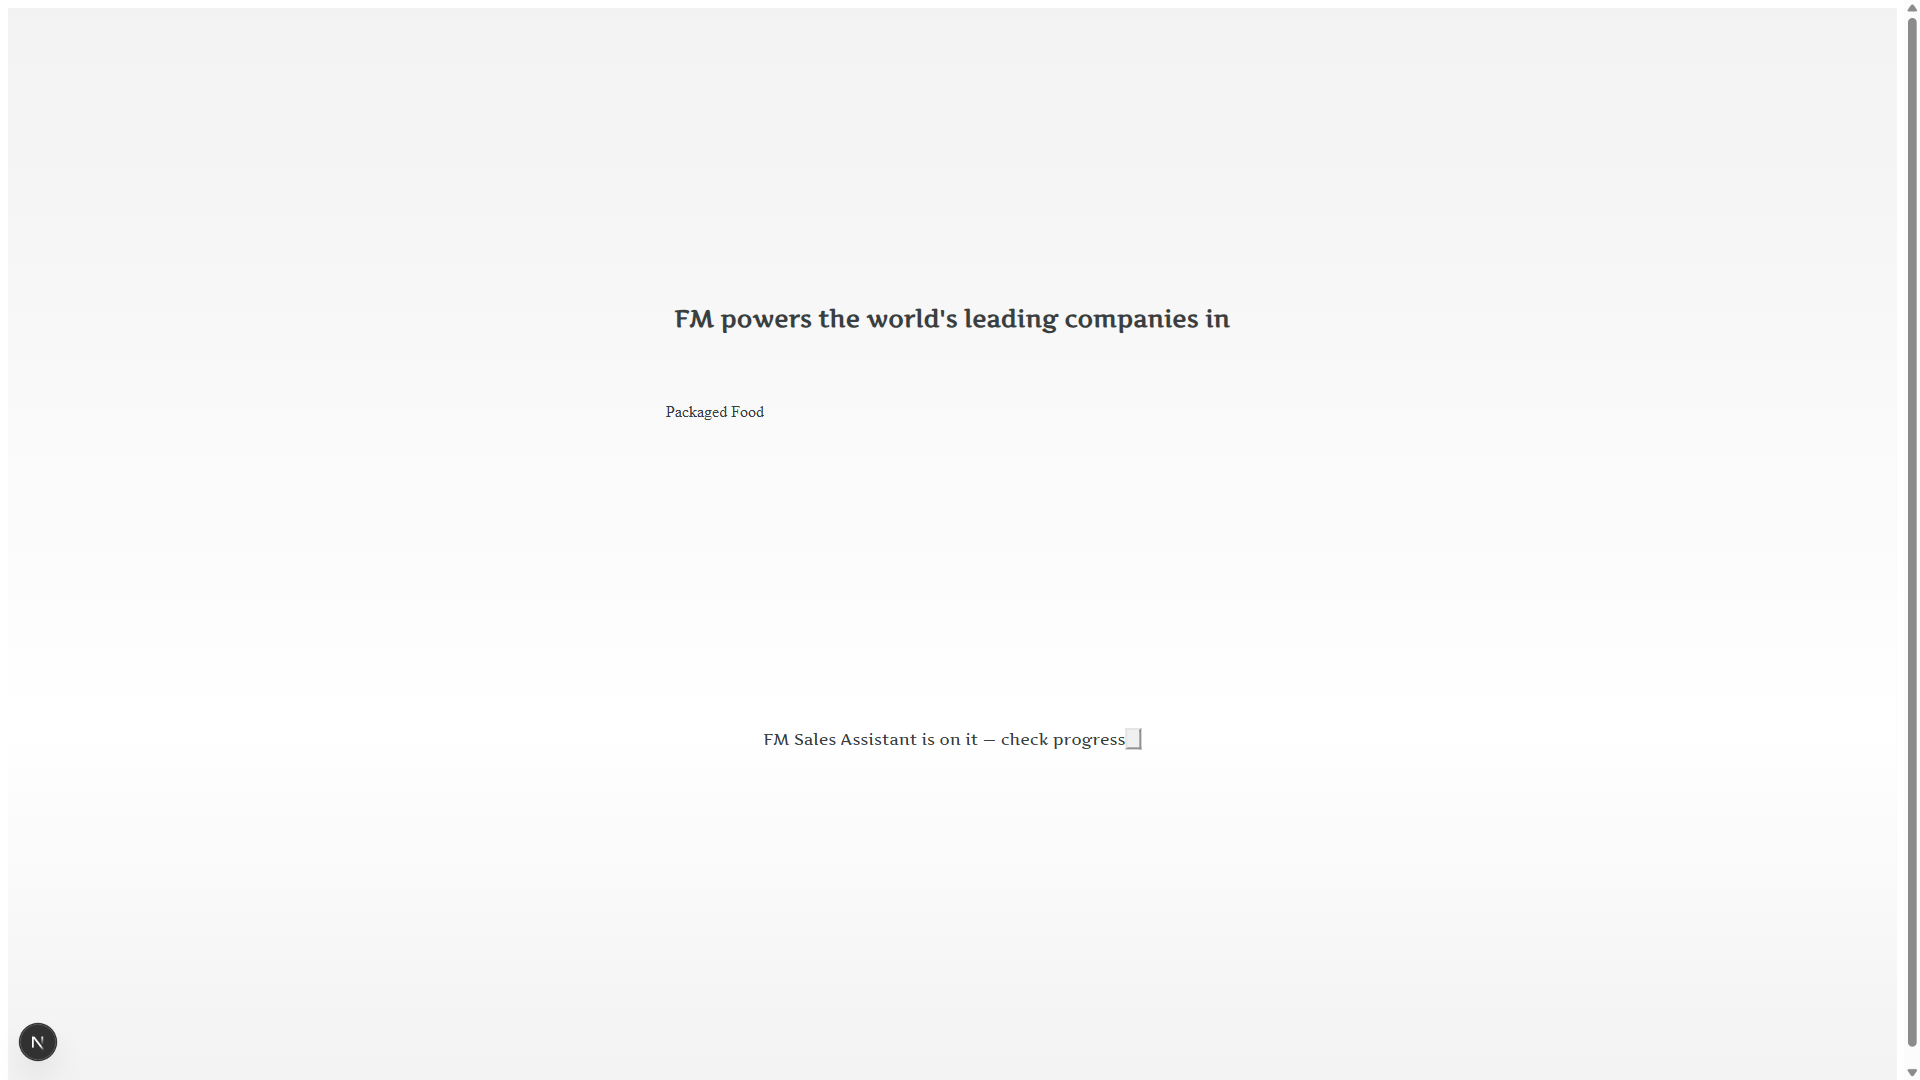 FM powers the world's leading companies in
Packaged Food
FM Sales Assistant is on it – check progress
N